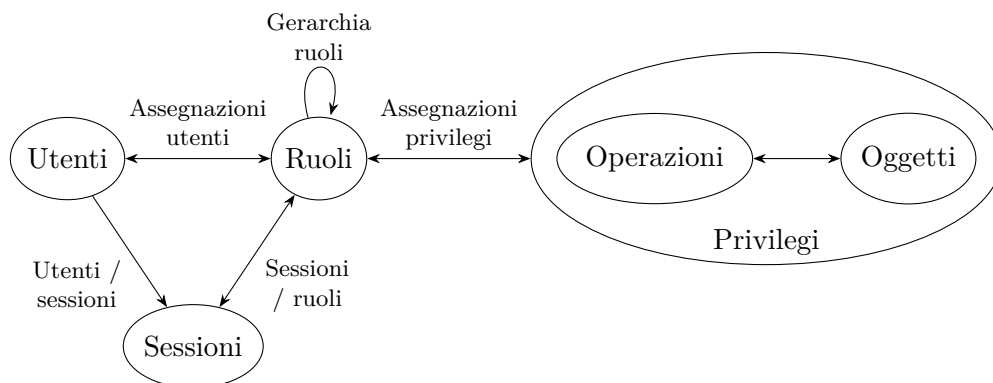 Gerarchia
ruoli
Assegnazioni
utenti
Assegnazioni
privilegi
Utenti
Ruoli
Operazioni
Oggetti
Privilegi
Utenti /
sessioni
Sessioni
/ ruoli
Sessioni